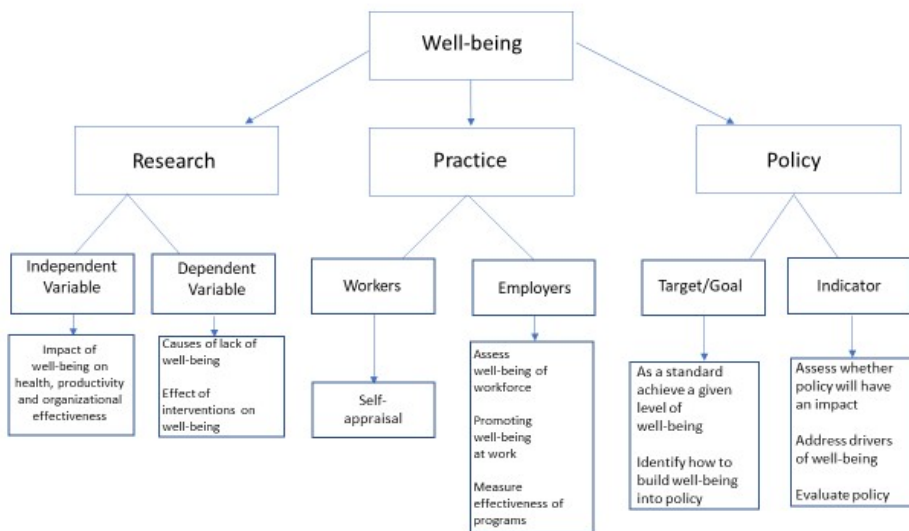 Well-being
Research
Practice
Policy
Independent
Variable
Dependent
Variable
Workers
Employers
Target/Goal
Indicator
Impact of
well-being on
health, productivity
and organizational
effectiveness
Causes of lack of
well-being
Effect of
interventions on
well-being
Self-
appraisal
Assess
well-being of
workforce
Promoting
well-being
at work
Measure
effectiveness of
programs
As a standard
achieve a given
level of
well-being
Identify how to
build well-being
into policy
Assess whether
policy will have
an impact
Address drivers
of well-being
Evaluate policy